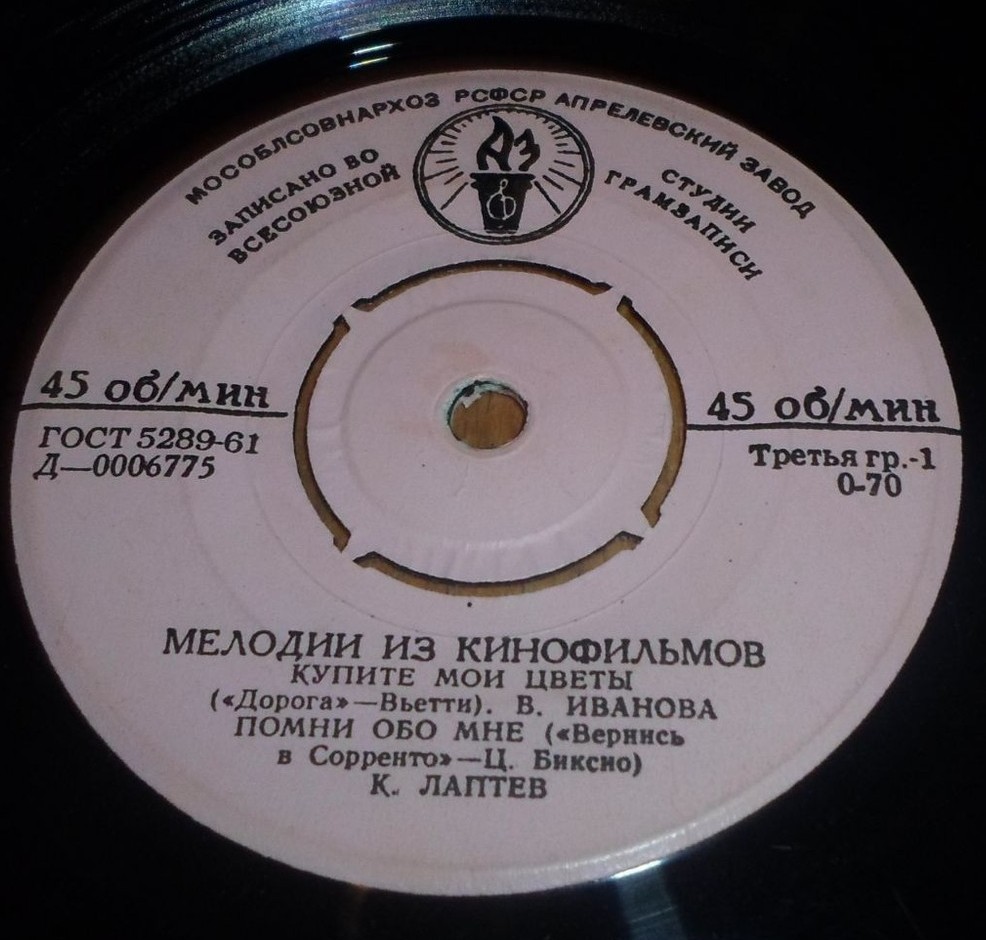 МОСОБЛСОВНАРХОЗ РСФСР АПРЕЛЕВСКИЙ ЗАВОД
ЗАПИСАНО ВО
ВСЕСОЮЗНОЙ
СТУДИИ
ГРАМЗАПИСИ
АЗ
45 об/мин
ГОСТ 5289-61
Д—0006775
45 об/мин
Третья гр.-1
0-70
МЕЛОДИИ ИЗ КИНОФИЛЬМОВ
КУПИТЕ МОИ ЦВЕТЫ
(«Дорога»—Вьетти). В. ИВАНОВА
ПОМНИ ОБО МНЕ («Вернись
в Сорренто»—Ц. Биксио)
К. ЛАПТЕВ